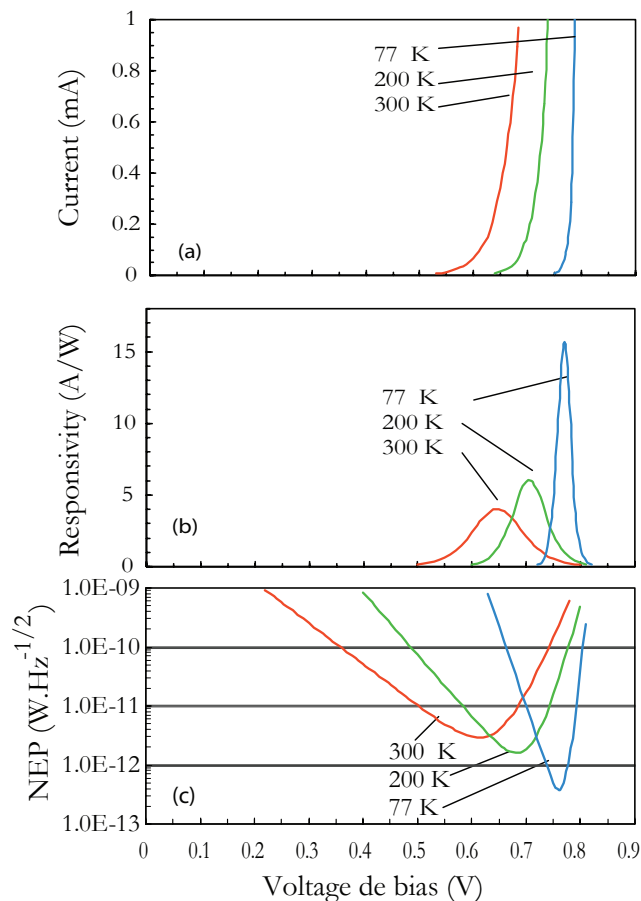 1
0.8
0.6
0.4
0.2
0
Current (mA)
77 K
200 K
300 K
(a)
15
10
5
0
Responsivity (A/W)
77 K
200 K
300 K
(b)
1.0E-09
1.0E-10
1.0E-11
1.0E-12
1.0E-13
NEP (W.Hz-1/2)
300 K
200 K
77 K
(c)
0 0.1 0.2 0.3 0.4 0.5 0.6 0.7 0.8 0.9
Voltage de bias (V)